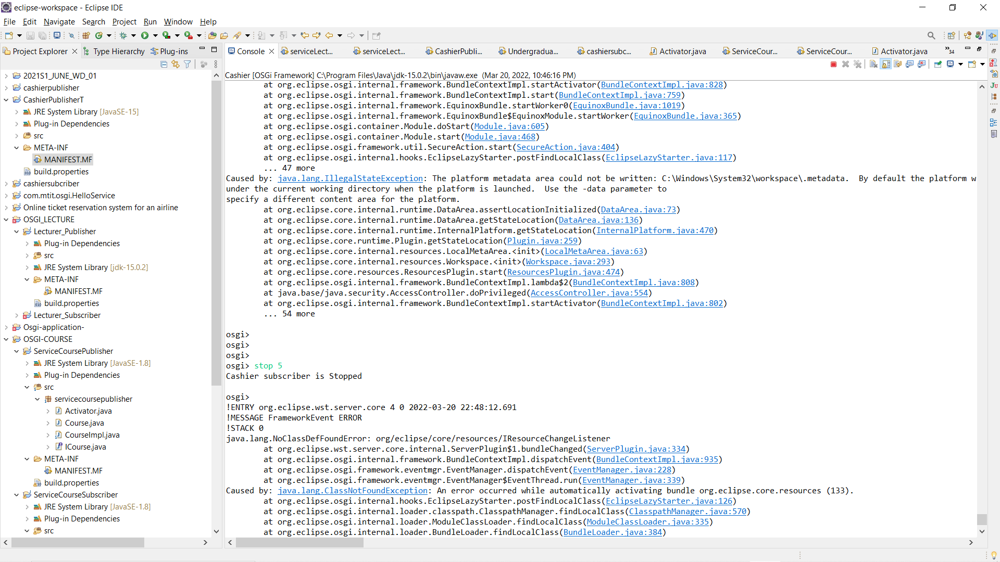 eclipse-workspace - Eclipse IDE
File Edit Navigate Search Project Run Window Help
Project Explorer Type Hierarchy Plug-ins
2021S1_JUNE_WD_01
cashierpublisher
CashierPublisherT
JRE System Library [JavaSE-15]
Plug-in Dependencies
src
META-INF
MANIFEST.MF
build.properties
cashiersubcriber
com.mtit.osgi.HelloService
Online ticket reservation system for an airline
OSGI_LECTURE
Lecturer_Publisher
Plug-in Dependencies
src
JRE System Library [jdk-15.0.2]
META-INF
MANIFEST.MF
build.properties
Lecturer_Subscriber
Osgi-application-
OSGI-COURSE
ServiceCoursePublisher
JRE System Library [JavaSE-1.8]
Plug-in Dependencies
src
servicecoursepublisher
Activator.java
Course.java
CourseImpl.java
ICourse.java
META-INF
MANIFEST.MF
build.properties
ServiceCourseSubscriber
JRE System Library [JavaSE-1.8]
Plug-in Dependencies
src
Console serviceLect... serviceLect... CashierPubli... Undergradua... cashiersubc... Activator.java ServiceCour... ServiceCour... Activator.java »34
Cashier [OSGi Framework] C:\Program Files\Java\jdk-15.0.2\bin\javaw.exe (Mar 20, 2022, 10:46:16 PM)
at org.eclipse.osgi.internal.framework.BundleContextImpl.startActivator(BundleContextImpl.java:828)
at org.eclipse.osgi.internal.framework.BundleContextImpl.start(BundleContextImpl.java:759)
at org.eclipse.osgi.internal.framework.EquinoxBundle.startWorker0(EquinoxBundle.java:1019)
at org.eclipse.osgi.internal.framework.EquinoxBundle$EquinoxModule.startWorker(EquinoxBundle.java:365)
at org.eclipse.osgi.container.Module.doStart(Module.java:605)
at org.eclipse.osgi.container.Module.start(Module.java:468)
at org.eclipse.osgi.framework.util.SecureAction.start(SecureAction.java:404)
at org.eclipse.osgi.internal.hooks.EclipseLazyStarter.postFindLocalClass(EclipseLazyStarter.java:117)
... 47 more
Caused by: java.lang.IllegalStateException: The platform metadata area could not be written: C:\Windows\System32\workspace\.metadata. By default the platform w
under the current working directory when the platform is launched. Use the -data parameter to
specify a different content area for the platform.
at org.eclipse.core.internal.runtime.DataArea.assertLocationInitialized(DataArea.java:73)
at org.eclipse.core.internal.runtime.DataArea.getStateLocation(DataArea.java:136)
at org.eclipse.core.internal.runtime.InternalPlatform.getStateLocation(InternalPlatform.java:470)
at org.eclipse.core.runtime.Plugin.getStateLocation(Plugin.java:259)
at org.eclipse.core.internal.resources.LocalMetaArea.<init>(LocalMetaArea.java:63)
at org.eclipse.core.internal.resources.Workspace.<init>(Workspace.java:293)
at org.eclipse.core.resources.ResourcesPlugin.start(ResourcesPlugin.java:474)
at org.eclipse.osgi.internal.framework.BundleContextImpl.lambda$2(BundleContextImpl.java:808)
at java.base/java.security.AccessController.doPrivileged(AccessController.java:554)
at org.eclipse.osgi.internal.framework.BundleContextImpl.startActivator(BundleContextImpl.java:802)
... 54 more
osgi>
osgi>
osgi>
osgi> stop 5
Cashier subscriber is Stopped
osgi>
!ENTRY org.eclipse.wst.server.core 4 0 2022-03-20 22:48:12.691
!MESSAGE FrameworkEvent ERROR
!STACK 0
java.lang.NoClassDefFoundError: org/eclipse/core/resources/IResourceChangeListener
at org.eclipse.wst.server.core.internal.ServerPlugin$1.bundleChanged(ServerPlugin.java:334)
at org.eclipse.osgi.internal.framework.BundleContextImpl.dispatchEvent(BundleContextImpl.java:935)
at org.eclipse.osgi.framework.eventmgr.EventManager.dispatchEvent(EventManager.java:228)
at org.eclipse.osgi.framework.eventmgr.EventManager$EventThread.run(EventManager.java:339)
Caused by: java.lang.ClassNotFoundException: An error occurred while automatically activating bundle org.eclipse.core.resources (133).
at org.eclipse.osgi.internal.hooks.EclipseLazyStarter.postFindLocalClass(EclipseLazyStarter.java:126)
at org.eclipse.osgi.internal.loader.classpath.ClasspathManager.findLocalClass(ClasspathManager.java:570)
at org.eclipse.osgi.internal.loader.ModuleClassLoader.findLocalClass(ModuleClassLoader.java:335)
at org.eclipse.osgi.internal.loader.BundleLoader.findLocalClass(BundleLoader.java:384)